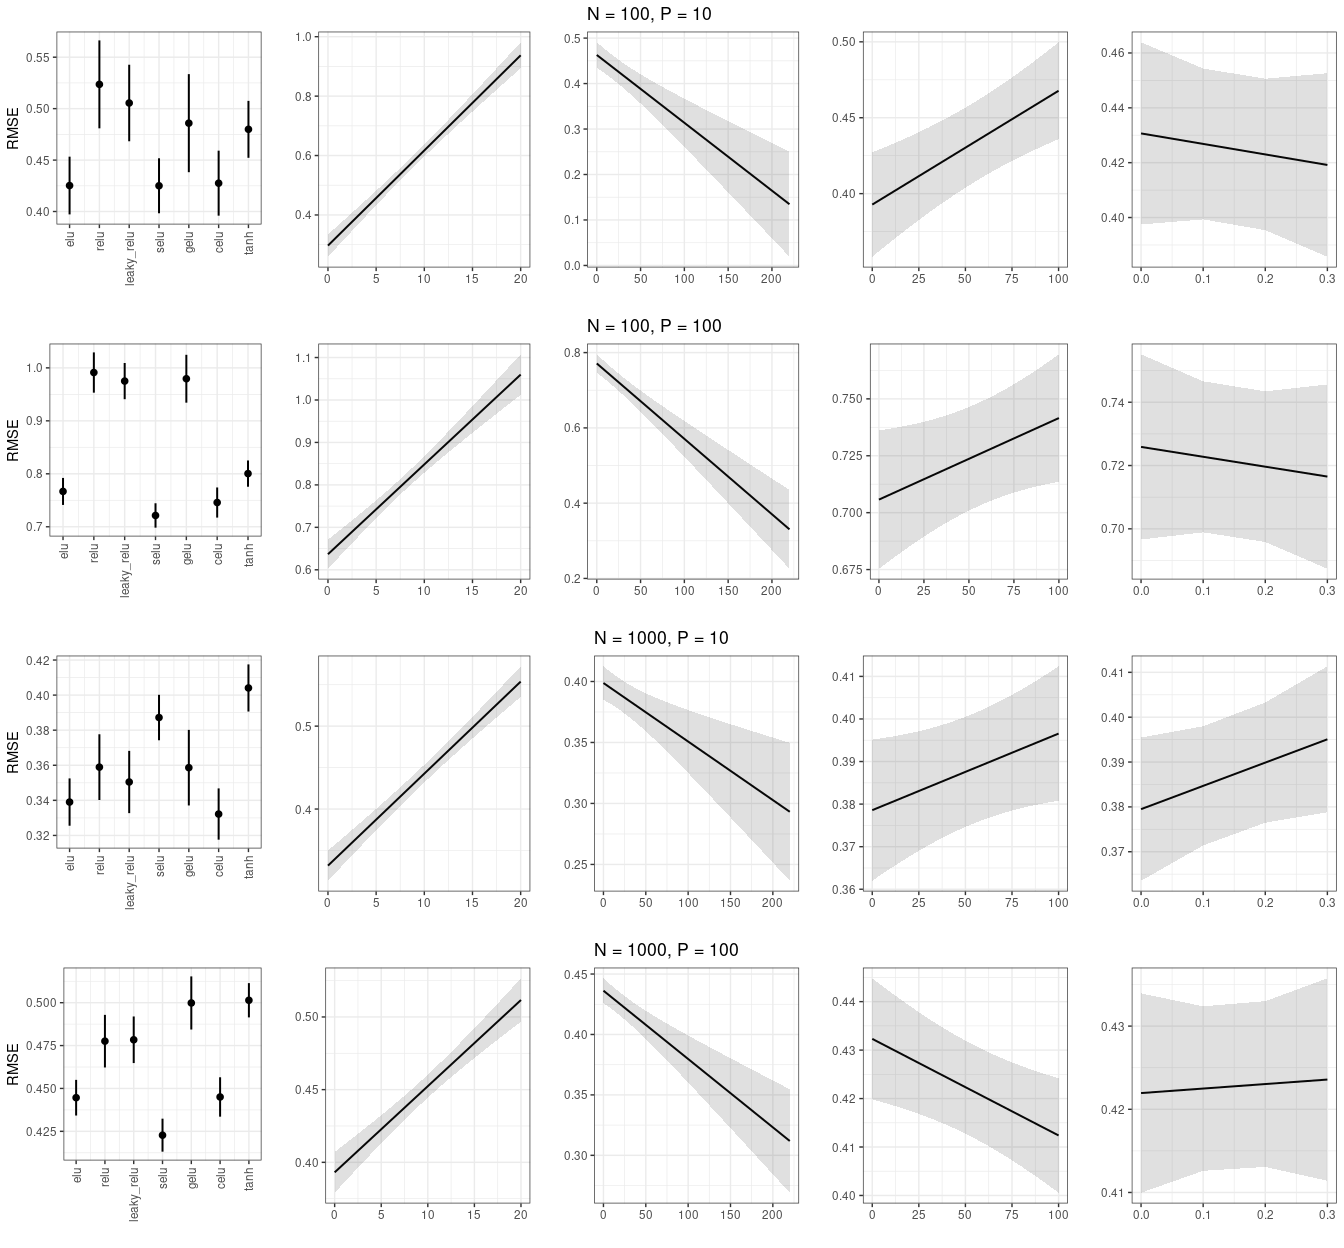 N = 100, P = 10
RMSE
0.55
0.50
0.45
0.40
elu
relu
leaky_relu
selu
gelu
celu
tanh
1.0
0.8
0.6
0.4
0 5 10 15 20
0.5
0.4
0.3
0.2
0.1
0.0
0 50 100 150 200
0.50
0.45
0.40
0 25 50 75 100
0.46
0.44
0.42
0.40
0.0 0.1 0.2 0.3
N = 100, P = 100
RMSE
1.0
0.9
0.8
0.7
elu
relu
leaky_relu
selu
gelu
celu
tanh
1.1
1.0
0.9
0.8
0.7
0.6
0 5 10 15 20
0.8
0.6
0.4
0.2
0 50 100 150 200
0.750
0.725
0.700
0.675
0 25 50 75 100
0.74
0.72
0.70
0.0 0.1 0.2 0.3
N = 1000, P = 10
RMSE
0.42
0.40
0.38
0.36
0.34
0.32
elu
relu
leaky_relu
selu
gelu
celu
tanh
0.5
0.4
0 5 10 15 20
0.40
0.35
0.30
0.25
0 50 100 150 200
0.41
0.40
0.39
0.38
0.37
0.36
0 25 50 75 100
0.41
0.40
0.39
0.38
0.37
0.0 0.1 0.2 0.3
N = 1000, P = 100
RMSE
0.500
0.475
0.450
0.425
elu
relu
leaky_relu
selu
gelu
celu
tanh
0.50
0.45
0.40
0 5 10 15 20
0.45
0.40
0.35
0.30
0 50 100 150 200
0.44
0.43
0.42
0.41
0.40
0 25 50 75 100
0.43
0.42
0.41
0.0 0.1 0.2 0.3